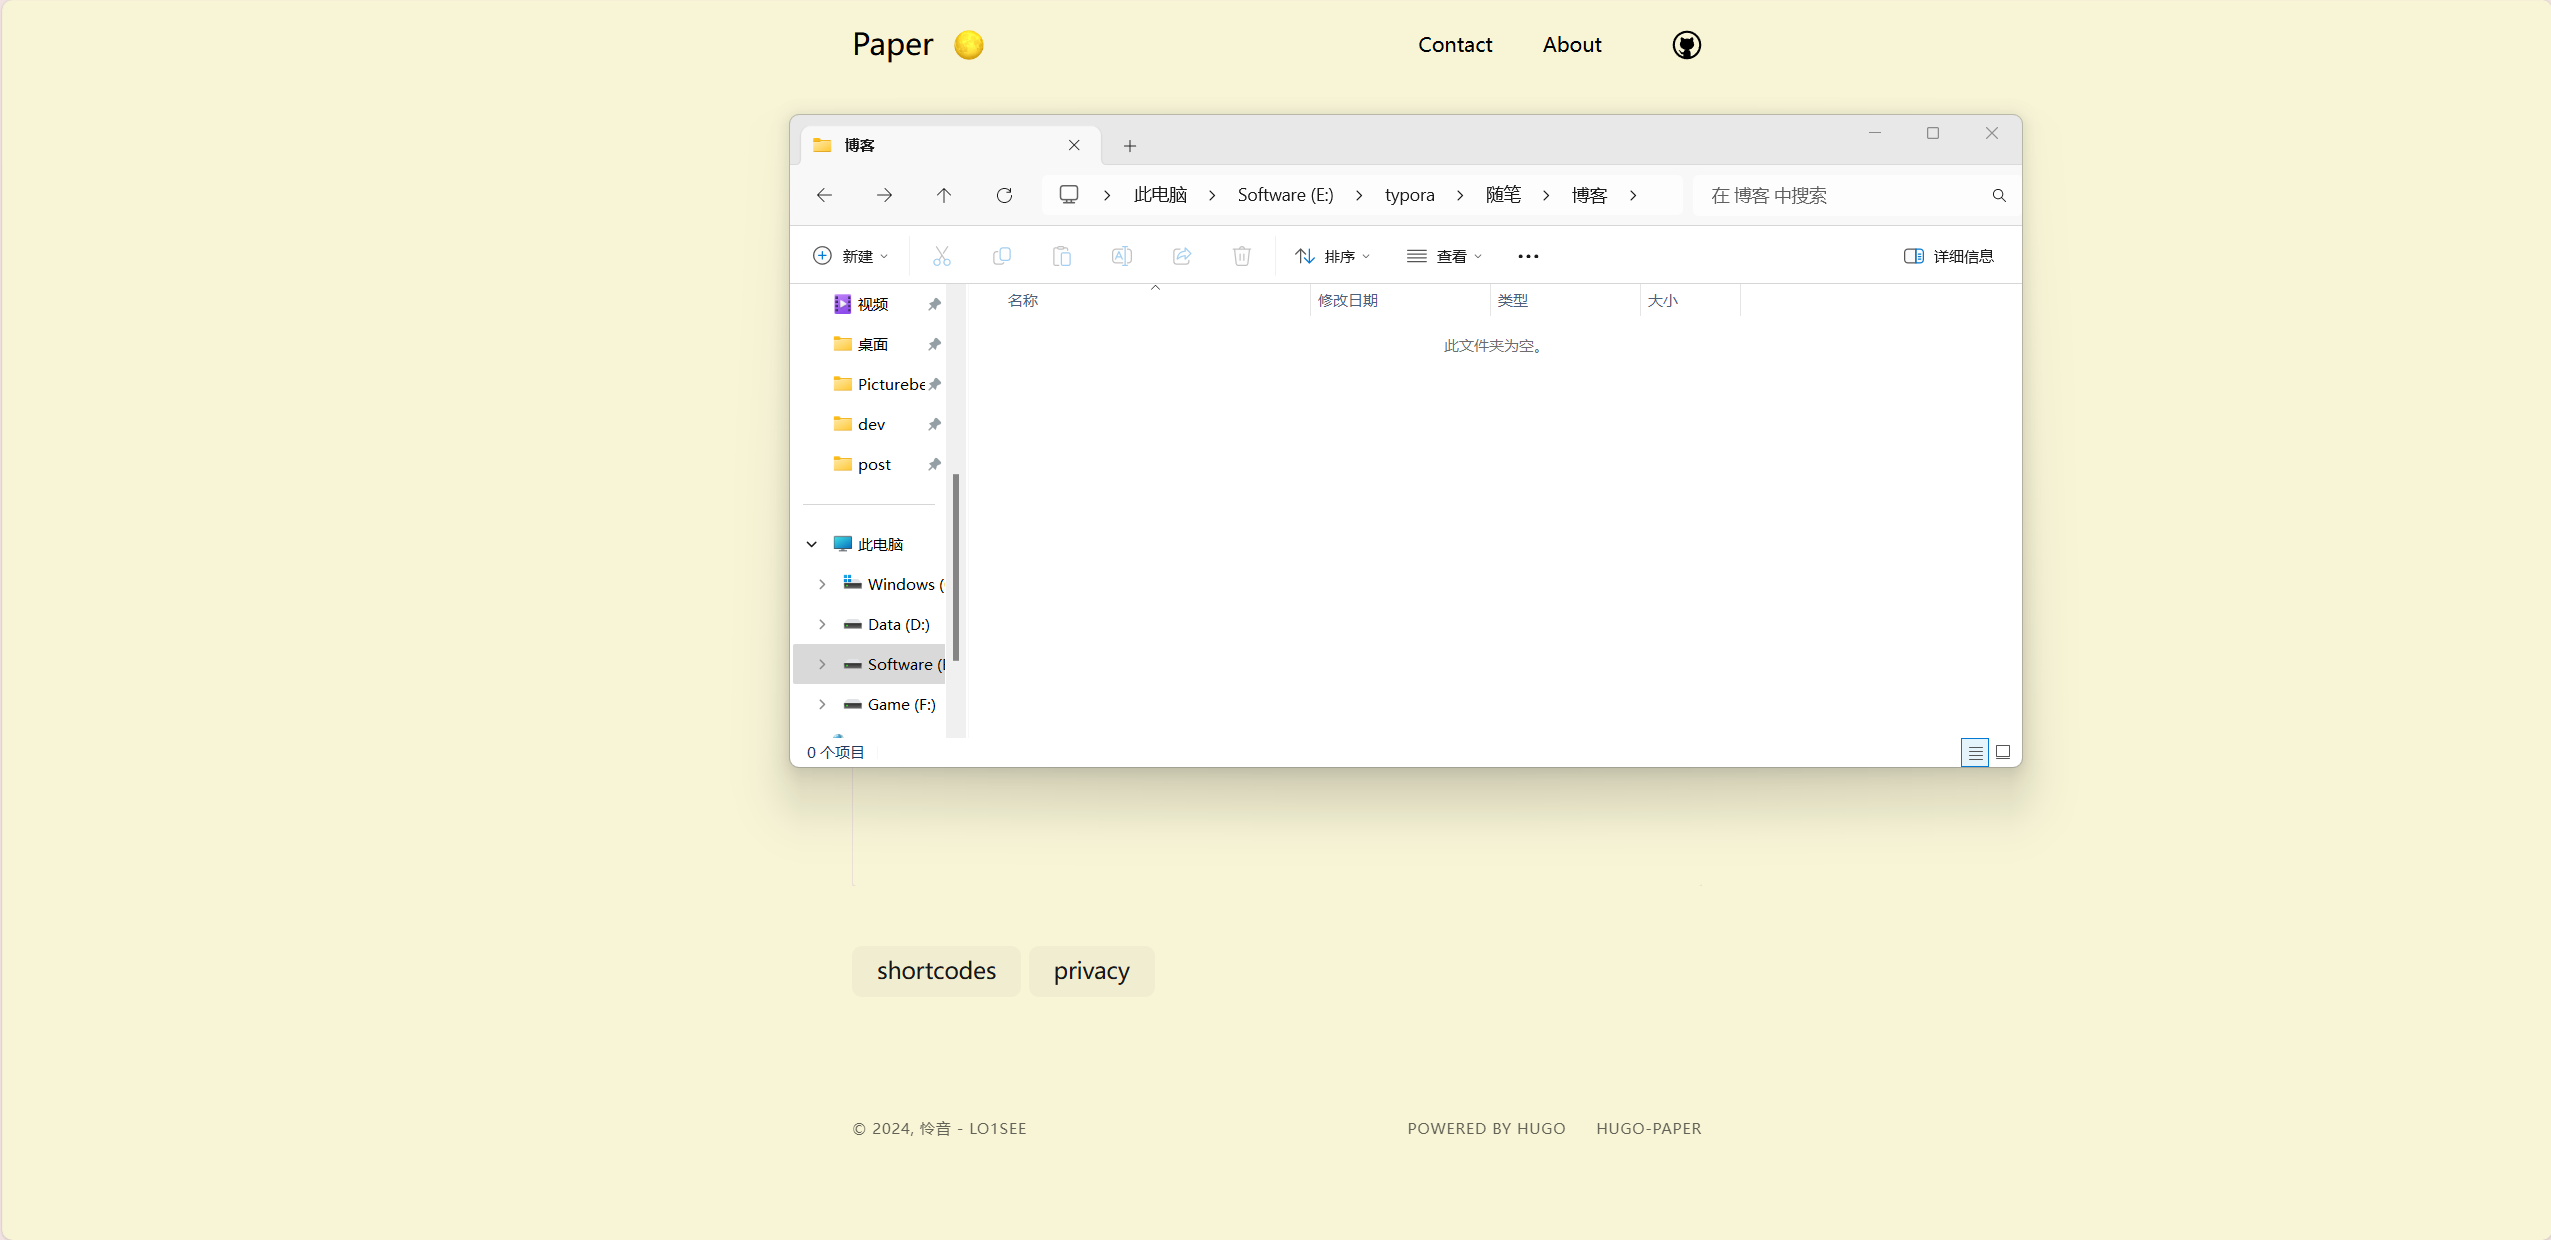 Paper Contact About
博客
此电脑 Software (E:) typora 随笔 博客 在 博客 中搜索
新建 排序 查看 详细信息
名称 修改日期 类型 大小
此文件夹为空。
视频
桌面
Picturebe
dev
post
此电脑
Windows (
Data (D:)
Software (
Game (F:)
0 个项目
shortcodes privacy
© 2024, 怜音 - LO1SEE POWERED BY HUGO HUGO-PAPER